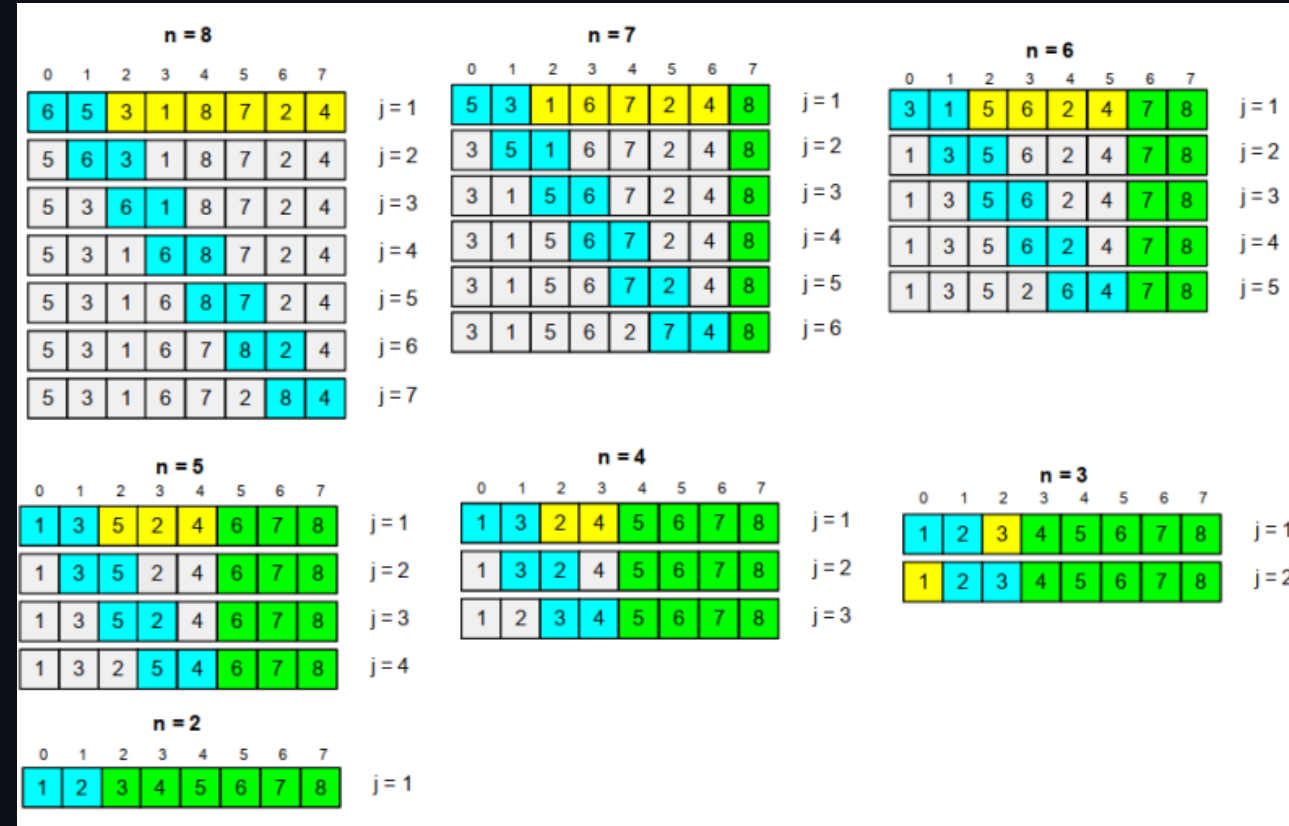 n = 8
0 1 2 3 4 5 6 7
6 5 3 1 8 7 2 4 j = 1
5 6 3 1 8 7 2 4 j = 2
5 3 6 1 8 7 2 4 j = 3
5 3 1 6 8 7 2 4 j = 4
5 3 1 6 8 7 2 4 j = 5
5 3 1 6 7 8 2 4 j = 6
5 3 1 6 7 2 8 4 j = 7
n = 7
0 1 2 3 4 5 6 7
5 3 1 6 7 2 4 8 j = 1
3 5 1 6 7 2 4 8 j = 2
3 1 5 6 7 2 4 8 j = 3
3 1 5 6 7 2 4 8 j = 4
3 1 5 6 7 2 4 8 j = 5
3 1 5 6 2 7 4 8 j = 6
n = 6
0 1 2 3 4 5 6 7
3 1 5 6 2 4 7 8 j = 1
1 3 5 6 2 4 7 8 j = 2
1 3 5 6 2 4 7 8 j = 3
1 3 5 6 2 4 7 8 j = 4
1 3 5 2 6 4 7 8 j = 5
n = 5
0 1 2 3 4 5 6 7
1 3 5 2 4 6 7 8 j = 1
1 3 5 2 4 6 7 8 j = 2
1 3 5 2 4 6 7 8 j = 3
1 3 2 5 4 6 7 8 j = 4
n = 4
0 1 2 3 4 5 6 7
1 3 2 4 5 6 7 8 j = 1
1 3 2 4 5 6 7 8 j = 2
1 2 3 4 5 6 7 8 j = 3
n = 3
0 1 2 3 4 5 6 7
1 2 3 4 5 6 7 8 j = 1
1 2 3 4 5 6 7 8 j = 2
n = 2
0 1 2 3 4 5 6 7
1 2 3 4 5 6 7 8 j = 1